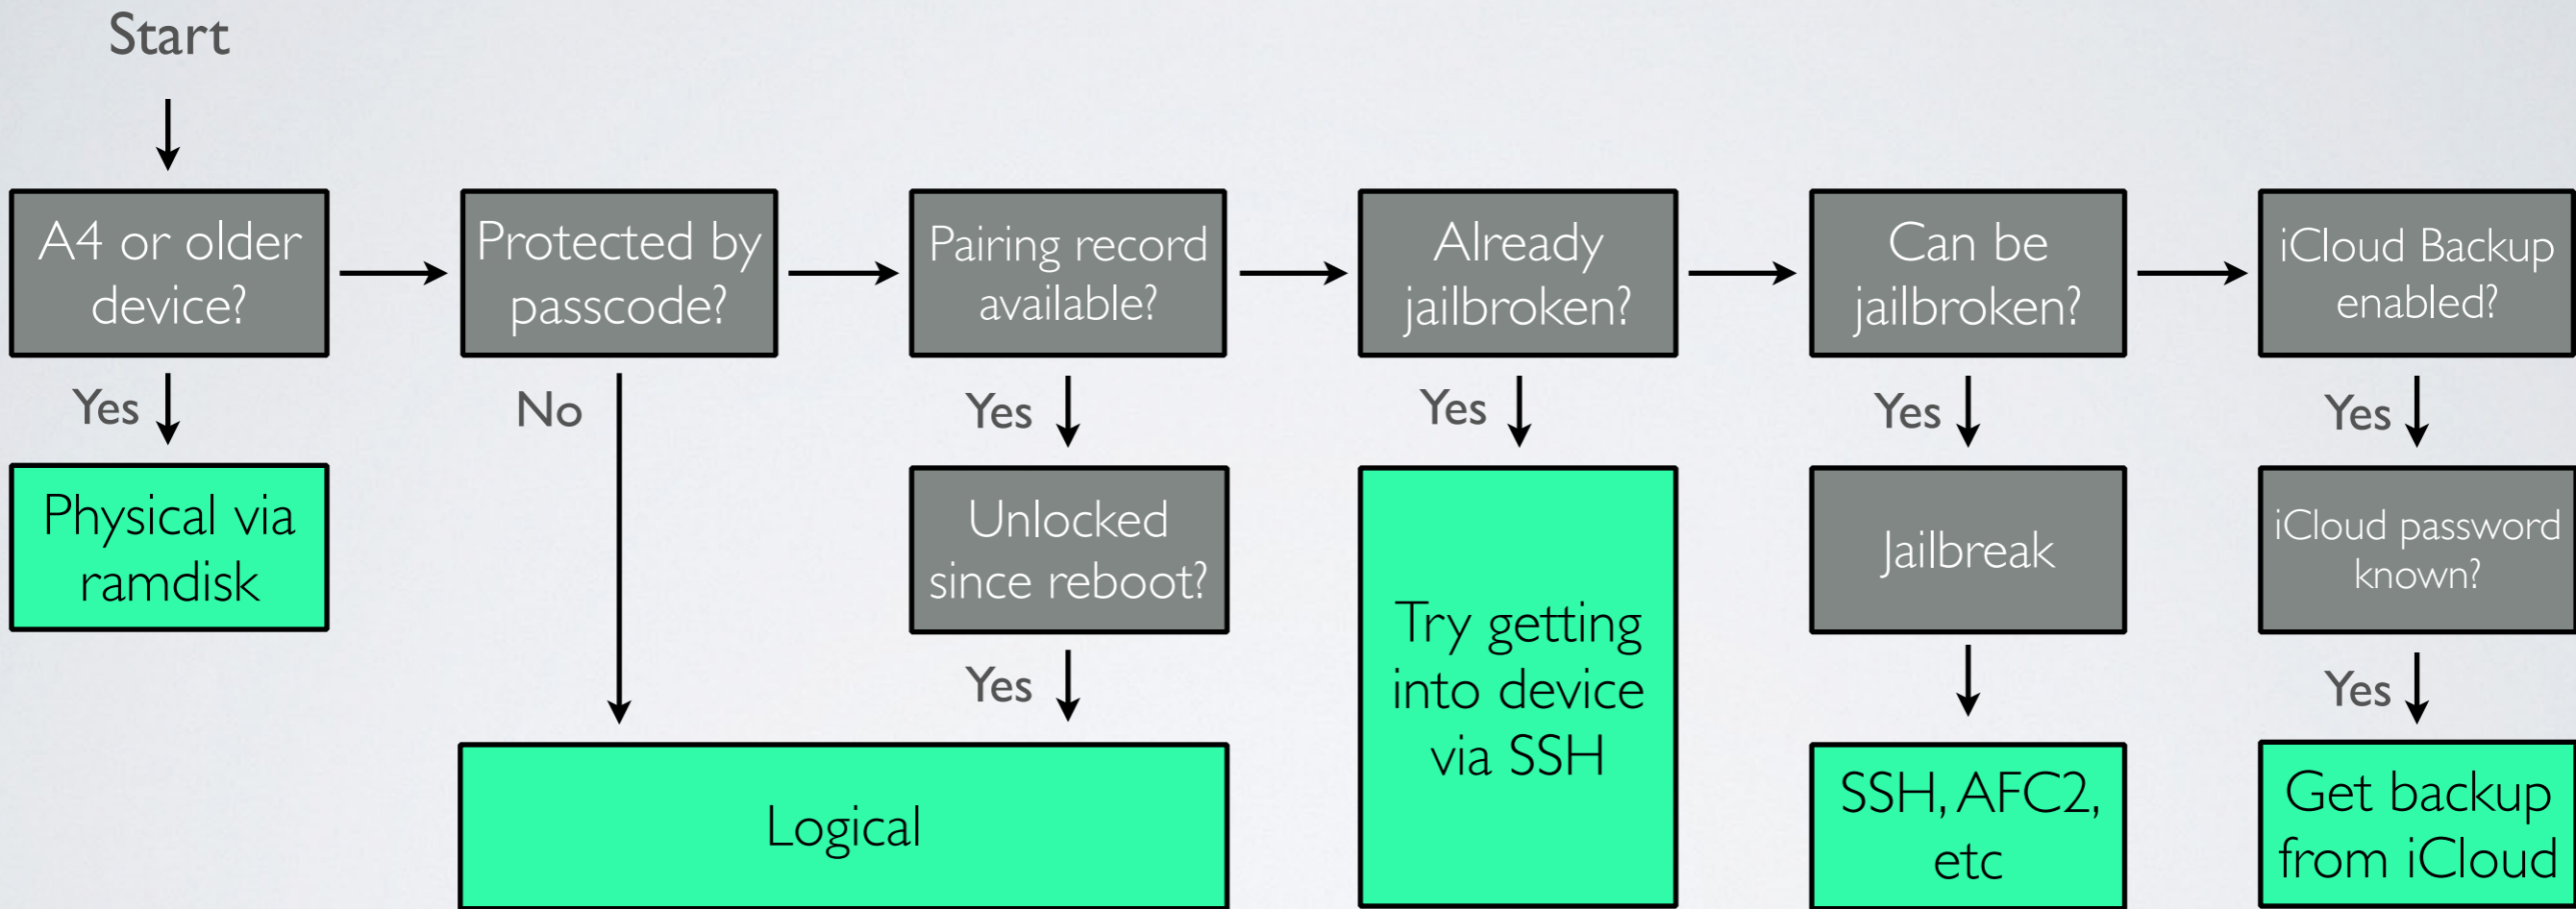 Start
A4 or older
device?
Protected by
passcode?
Pairing record
available?
Already
jailbroken?
Can be
jailbroken?
iCloud Backup
enabled?
Yes
No
Yes
Yes
Yes
Yes
Physical via
ramdisk
Unlocked
since reboot?
Try getting
into device
via SSH
Jailbreak
iCloud password
known?
Yes
Yes
Logical
SSH, AFC2,
etc
Get backup
from iCloud